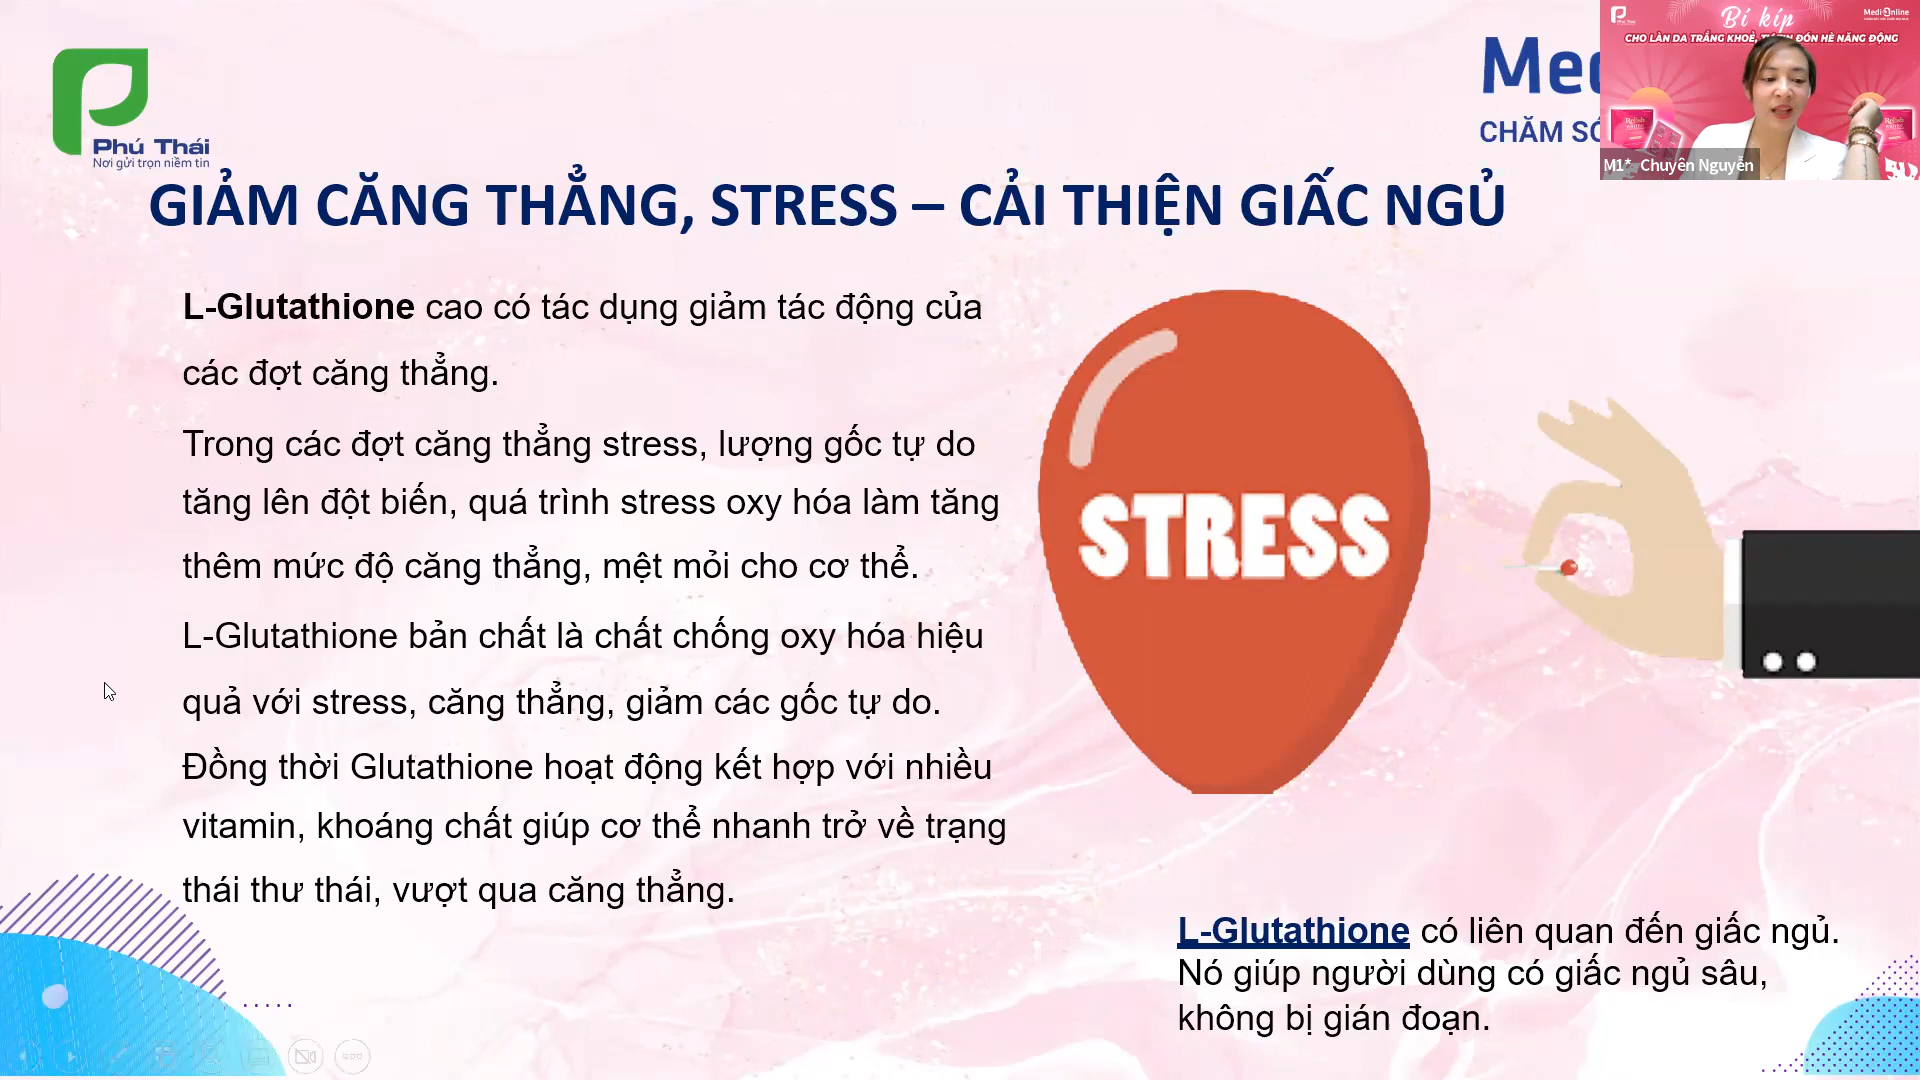 Phú Thái
Nơi gửi trọn niềm tin
CHĂM
Bí kíp
CHO LÀN DA TRẮNG KHOẺ, ĐÓN HÈ NĂNG ĐỘNG
M1* Chuyên Nguyễn
GIẢM CĂNG THẲNG, STRESS – CẢI THIỆN GIẤC NGỦ
L-Glutathione cao có tác dụng giảm tác động của
các đợt căng thẳng.
Trong các đợt căng thẳng stress, lượng gốc tự do
tăng lên đột biến, quá trình stress oxy hóa làm tăng
thêm mức độ căng thẳng, mệt mỏi cho cơ thể.
L-Glutathione bản chất là chất chống oxy hóa hiệu
quả với stress, căng thẳng, giảm các gốc tự do.
Đồng thời Glutathione hoạt động kết hợp với nhiều
vitamin, khoáng chất giúp cơ thể nhanh trở về trạng
thái thư thái, vượt qua căng thẳng.
STRESS
L-Glutathione có liên quan đến giấc ngủ.
Nó giúp người dùng có giấc ngủ sâu,
không bị gián đoạn.